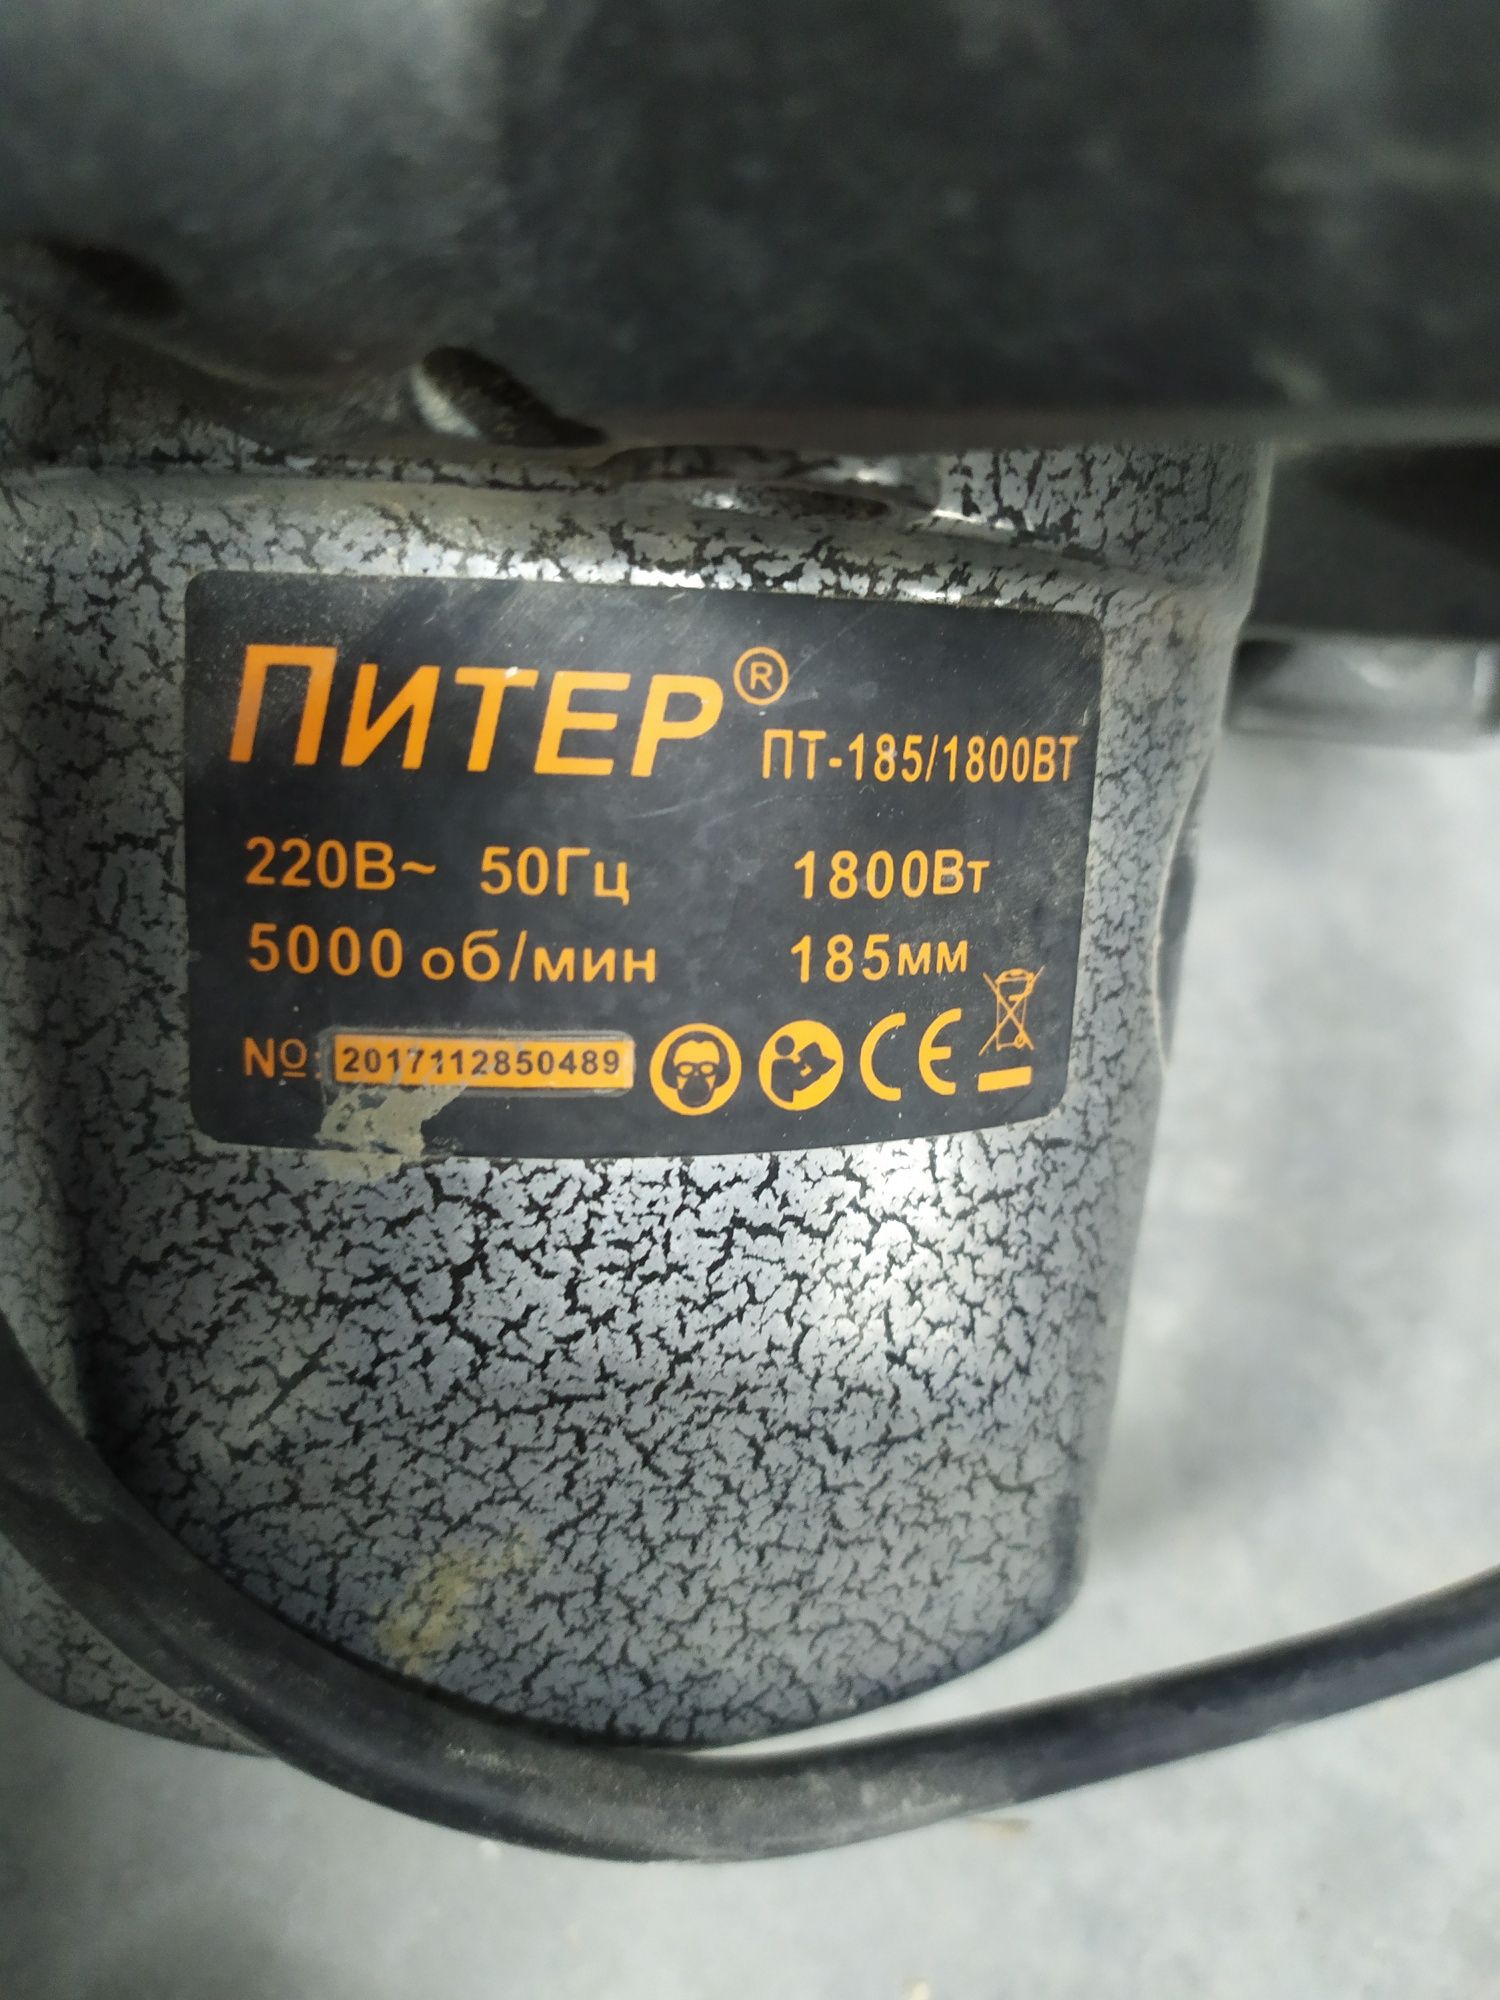 ПИТЕР® ПТ-185/1800ВТ
220В~ 50Гц 1800Вт
5000 об/мин 185мм
№: 2017112850489 CE